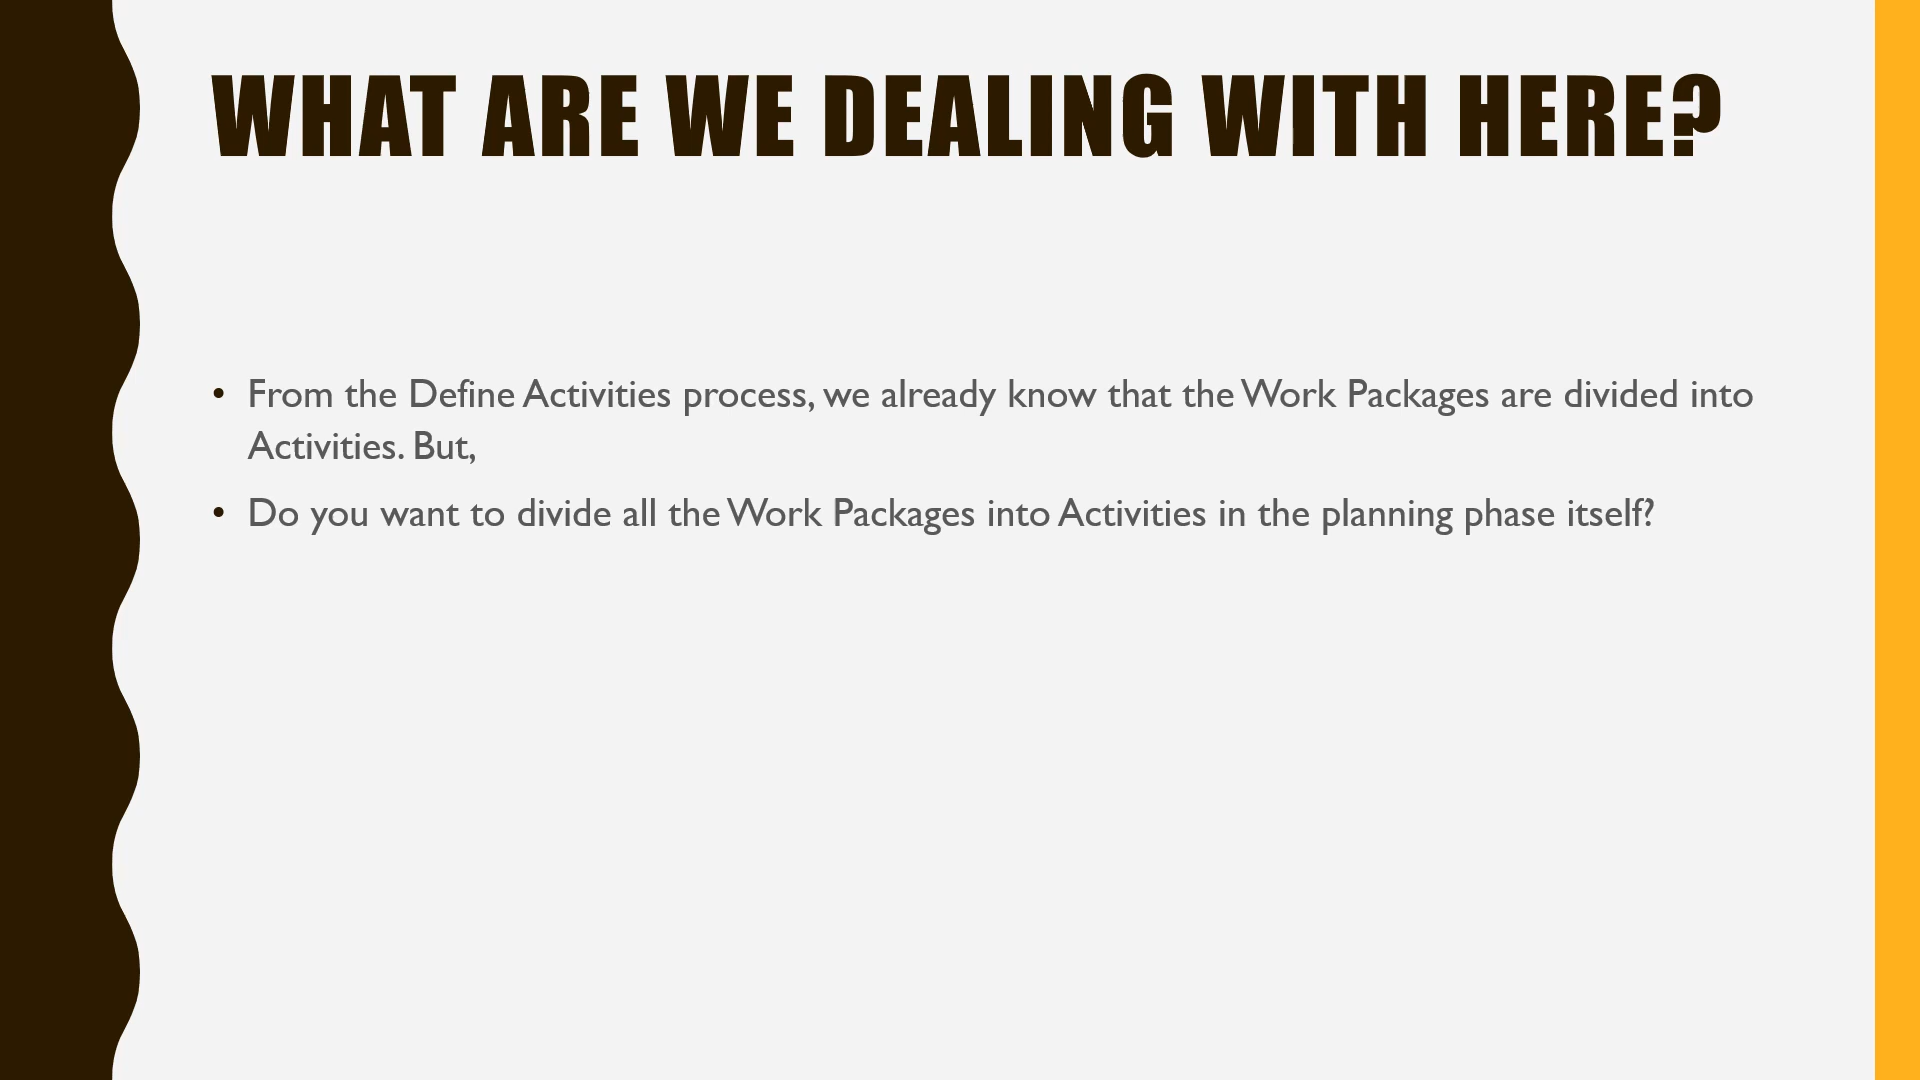 WHAT ARE WE DEALING WITH HERE?
• From the Define Activities process, we already know that the Work Packages are divided into
Activities. But,
• Do you want to divide all the Work Packages into Activities in the planning phase itself?